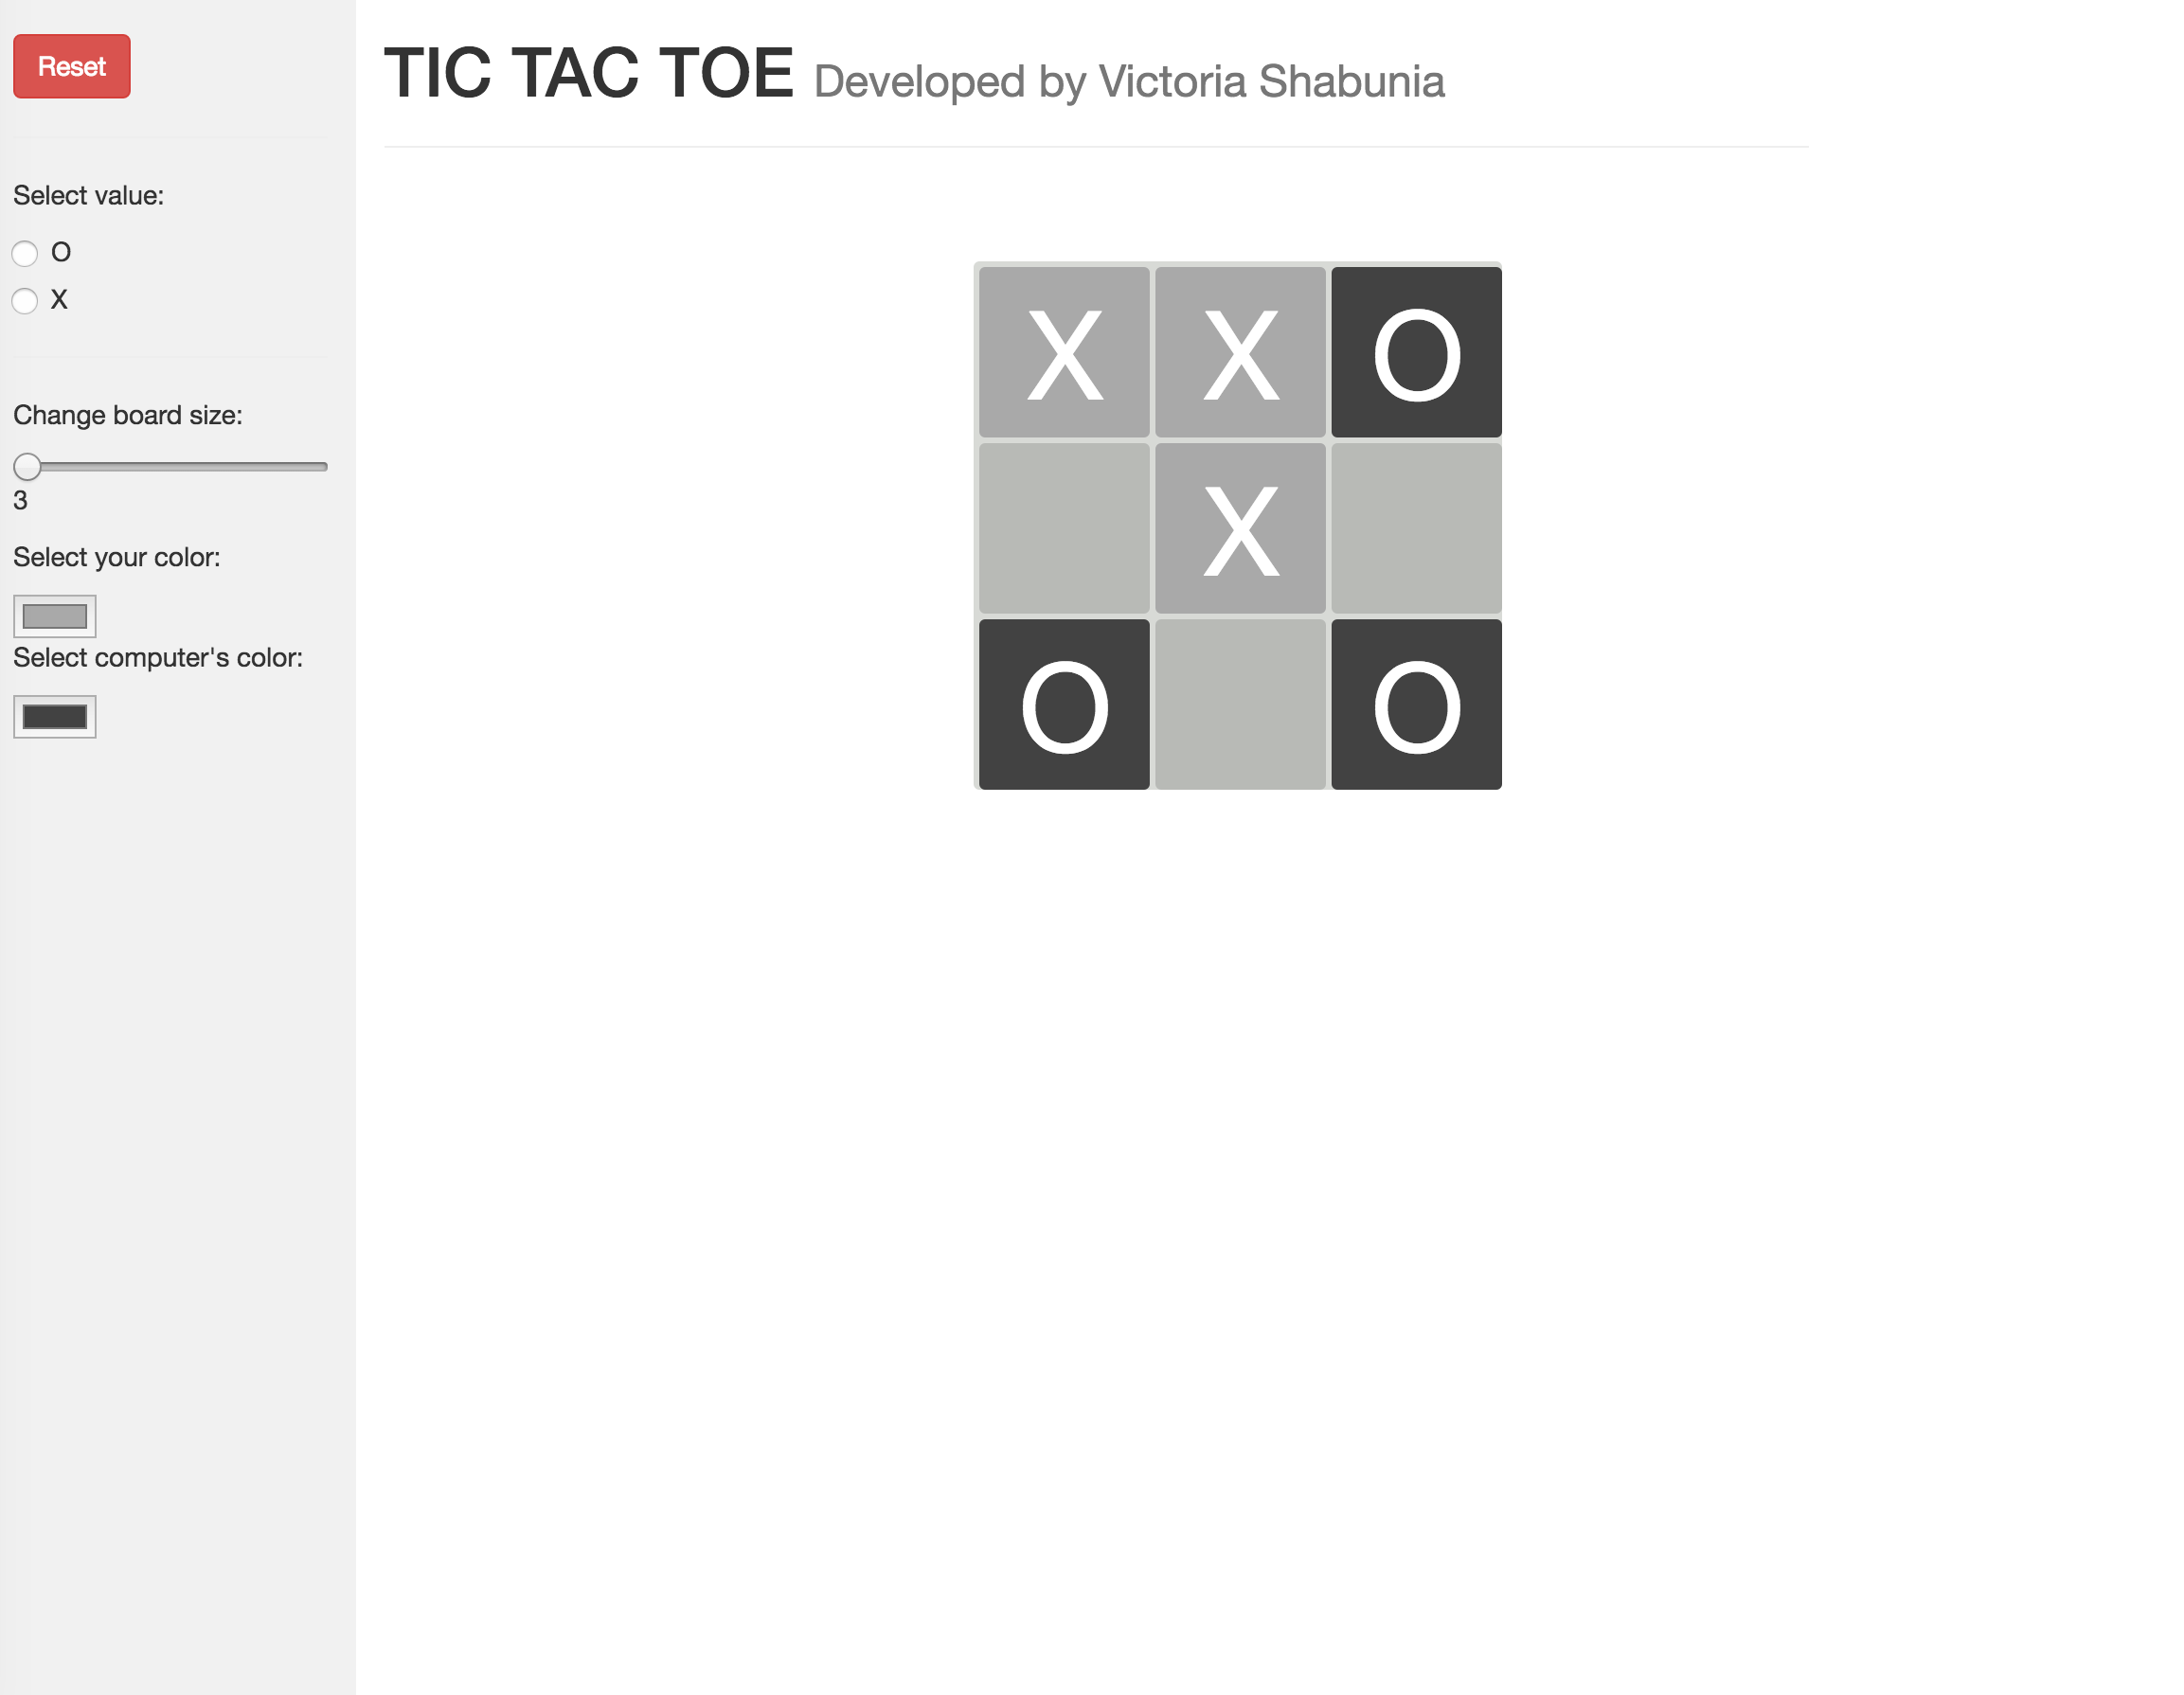 Reset
TIC TAC TOE Developed by Victoria Shabunia
Select value:
O
X
Change board size:
3
Select your color:
Select computer's color:
X X O
X
O O